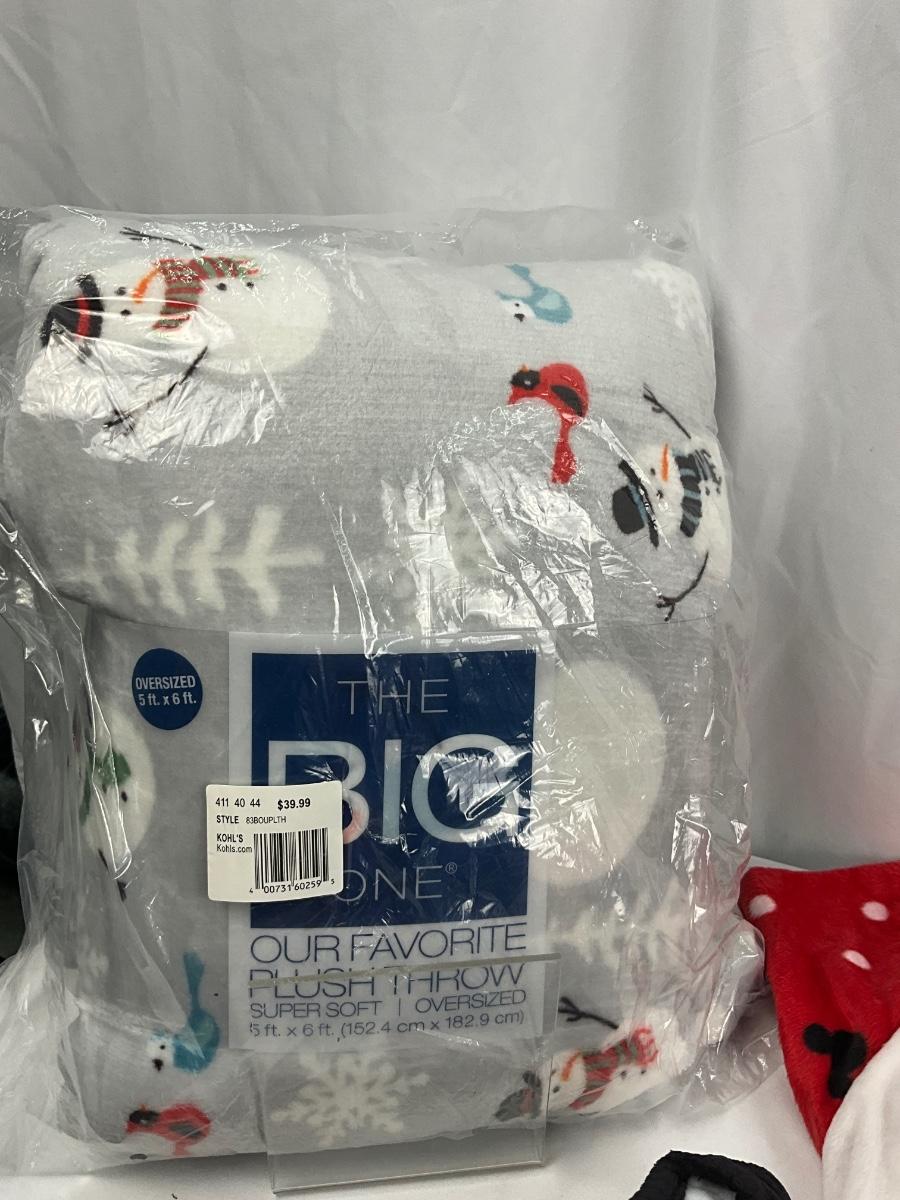 OVERSIZED
5 ft. x 6 ft.
THE
BIG
ONE®
411 40 44 $39.99
STYLE 83BOUPLTH
KOHL'S
Kohls.com
4 00731 60259 5
OUR FAVORITE
PLUSH THROW
SUPER SOFT | OVERSIZED
5 ft. x 6 ft. (152.4 cm x 182.9 cm)